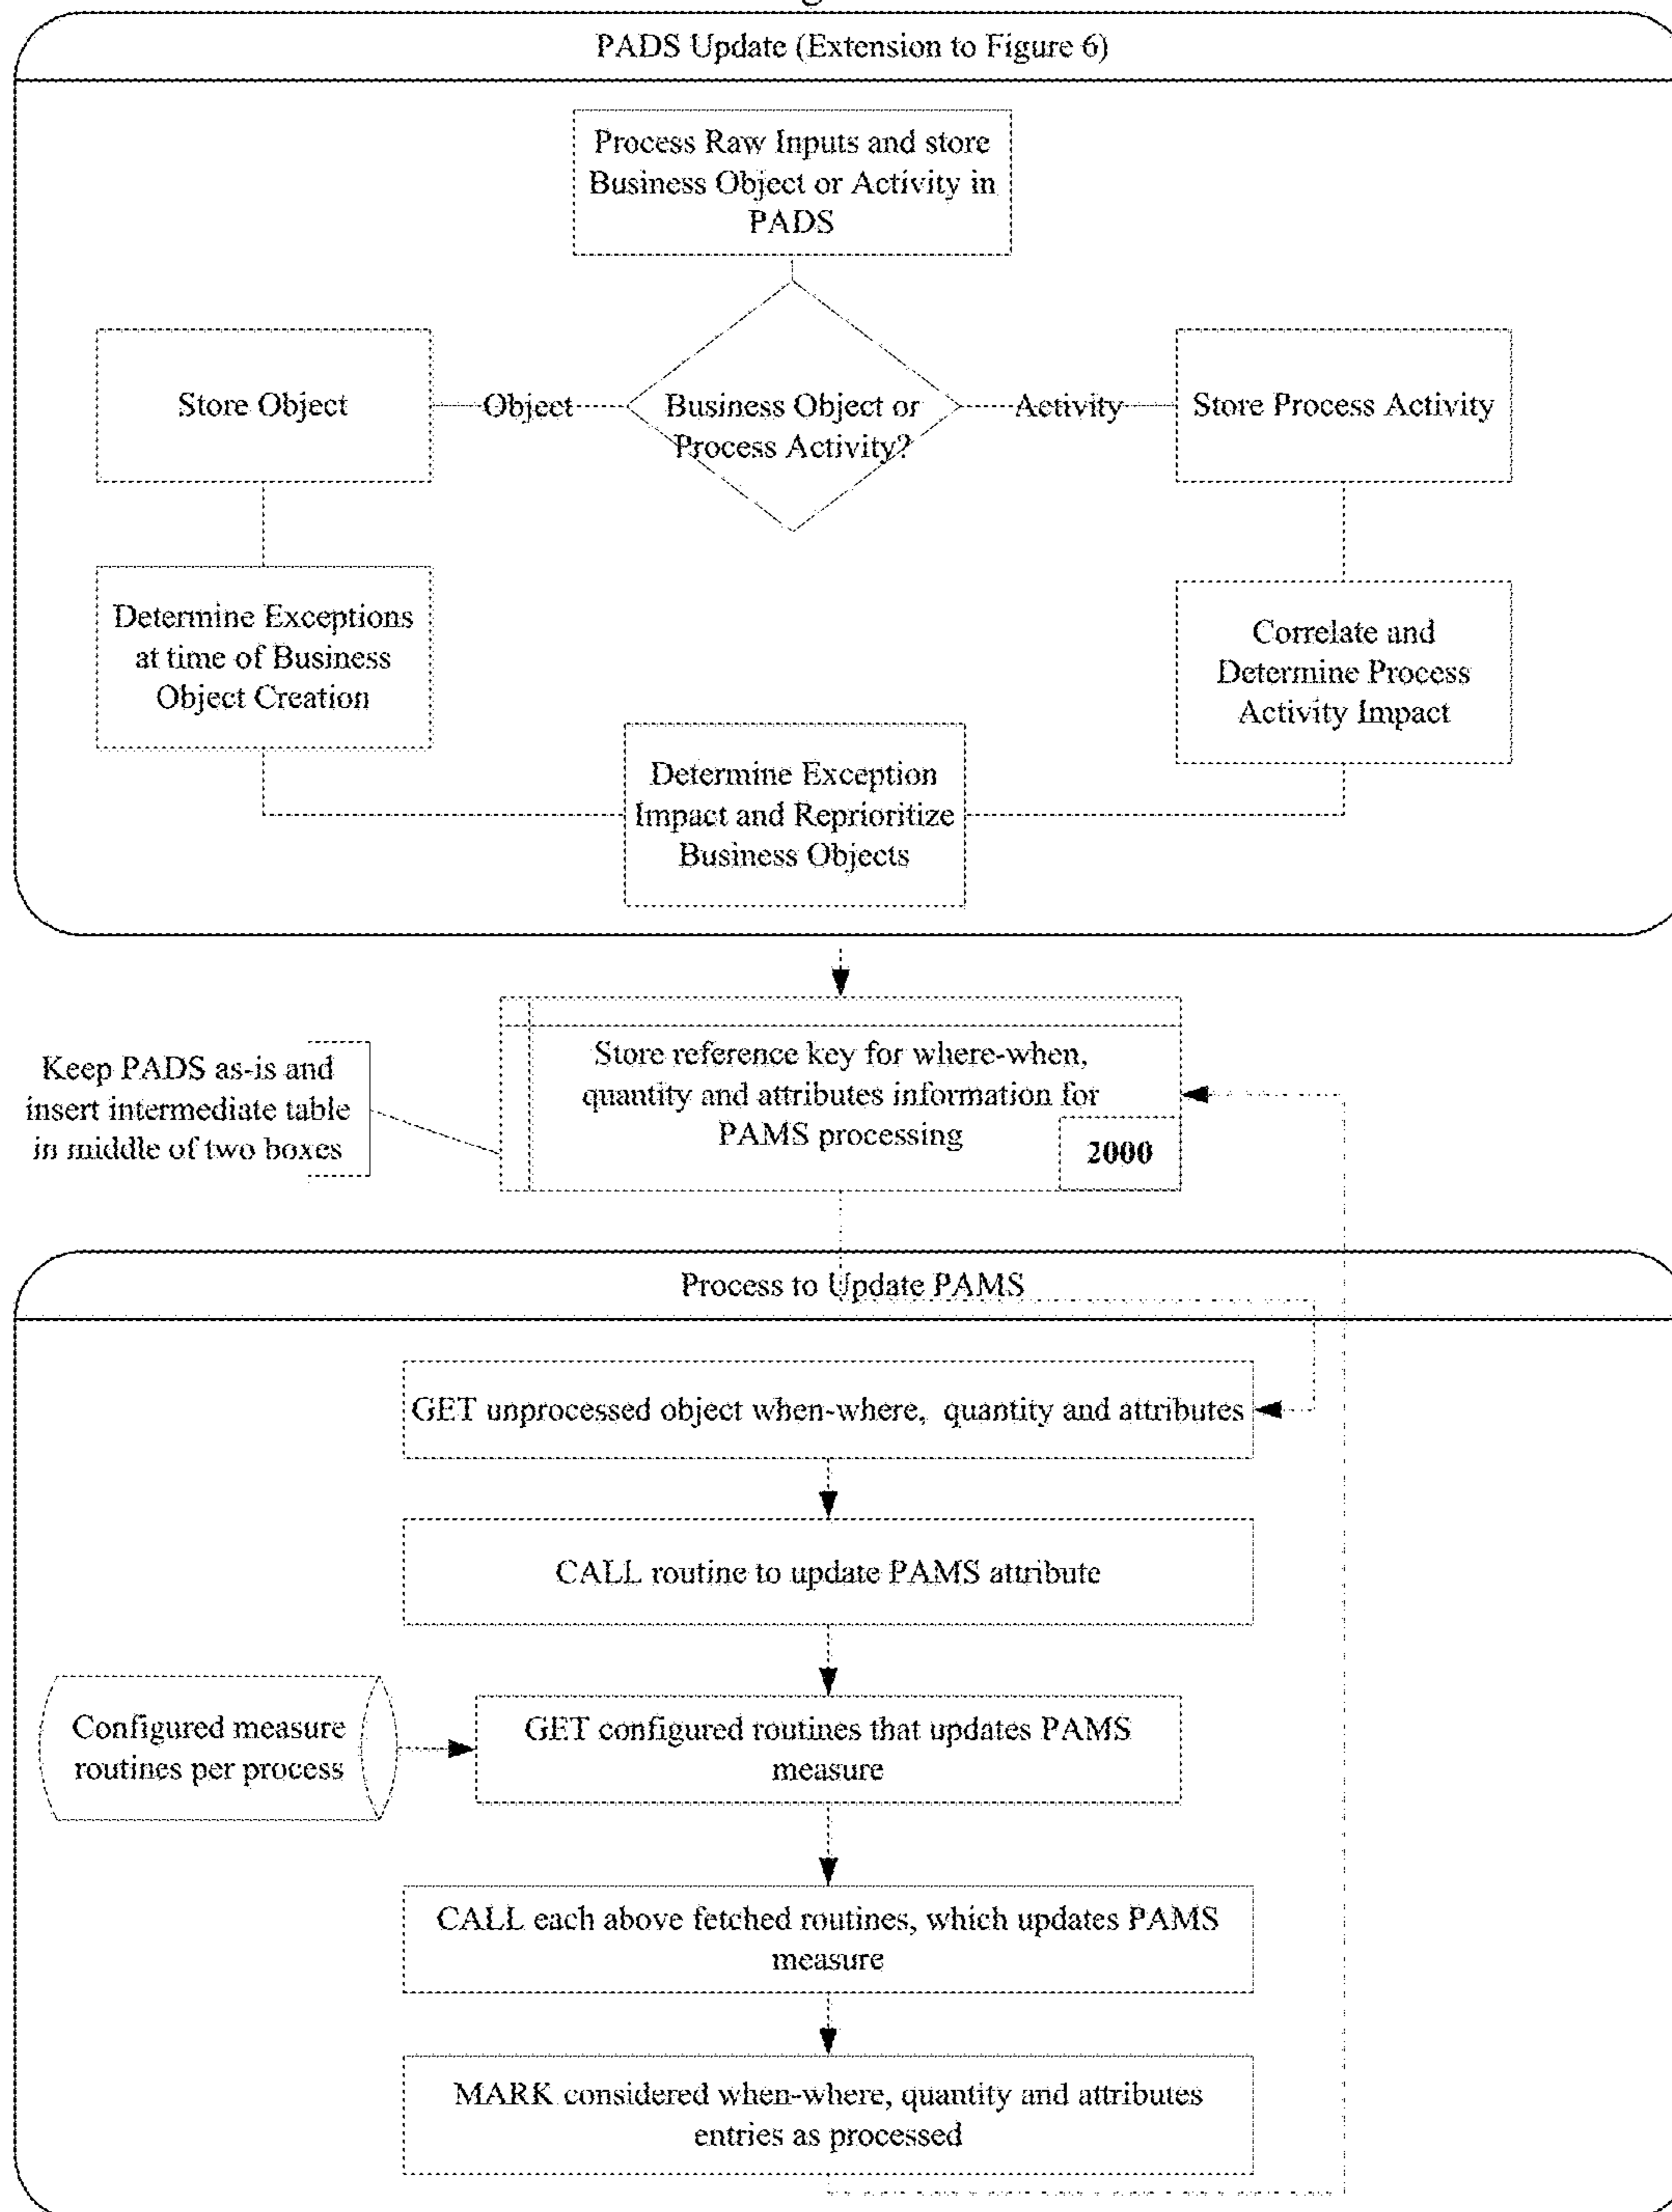 PADS Update (Extension to Figure 6)
Process Raw Inputs and store
Business Object or Activity in
PADS
Store Object
Object
Business Object or
Process Activity?
Activity
Store Process Activity
Determine Exceptions
at time of Business
Object Creation
Correlate and
Determine Process
Activity Impact
Determine Exception
Impact and Reprioritize
Business Objects
Keep PADS as-is and
insert intermediate table
in middle of two boxes
Store reference key for where-when,
quantity and attributes information for
PAMS processing
2000
Process to Update PAMS
GET unprocessed object when-where, quantity and attributes
CALL routine to update PAMS attribute
Configured measure
routines per process
GET configured routines that updates PAMS
measure
CALL each above fetched routines, which updates PAMS
measure
MARK considered when-where, quantity and attributes
entries as processed